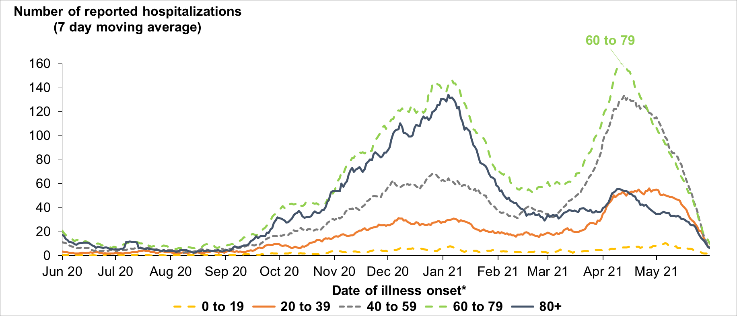 Number of reported hospitalizations
(7 day moving average)
60 to 79
160
140
120
100
80
60
40
20
0
Jun 20 Jul 20 Aug 20 Sep 20 Oct 20 Nov 20 Dec 20 Jan 21 Feb 21 Mar 21 Apr 21 May 21
Date of illness onset*
0 to 19 20 to 39 40 to 59 60 to 79 80+